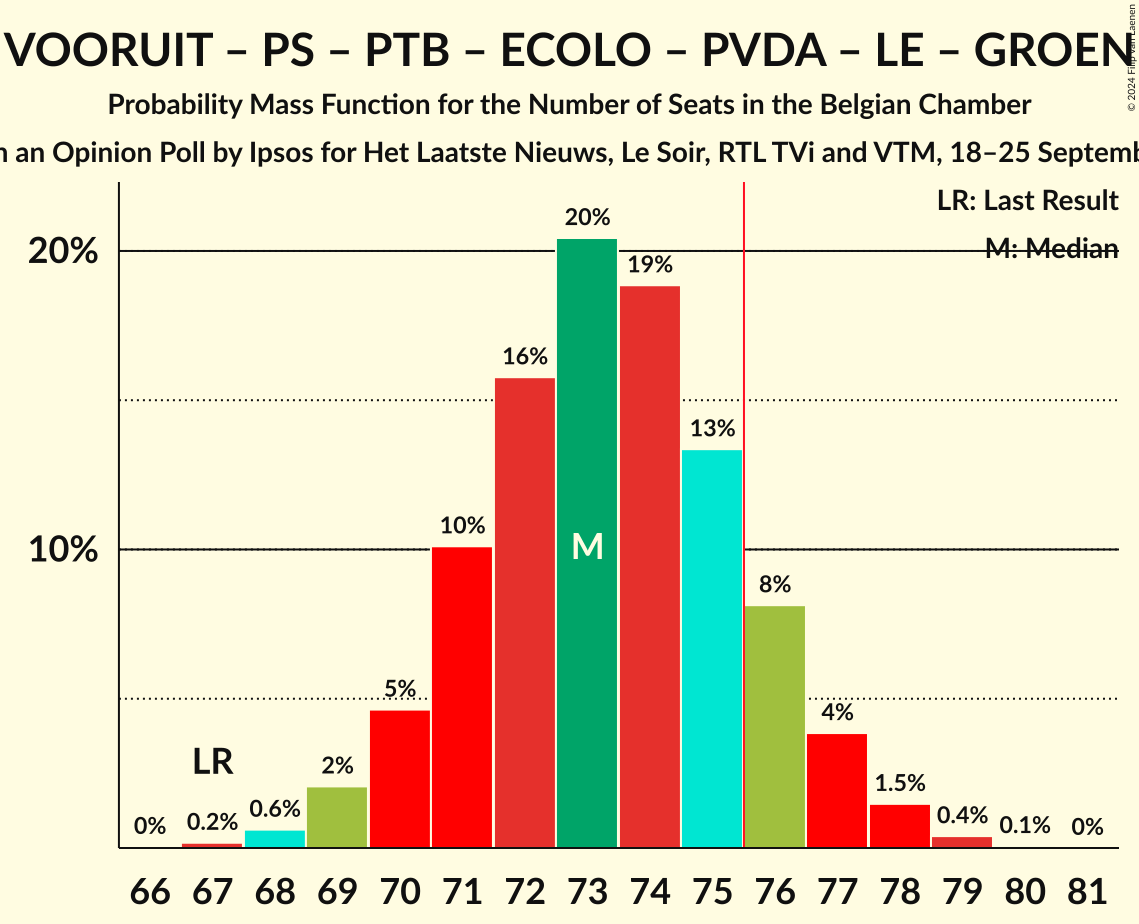 VOORUIT – PS – PTB – ECOLO – PVDA – LE – GROEN
© 2024 Filip van Laenen
Probability Mass Function for the Number of Seats in the Belgian Chamber
an Opinion Poll by Ipsos for Het Laatste Nieuws, Le Soir, RTL TVi and VTM, 18–25
LR: Last Result
M: Median
20%
10%
0% 0.2% 0.6% 2% 5% 10% 16% 20% 19% 13% 8% 4% 1.5% 0.4% 0.1% 0%
LR
M
66 67 68 69 70 71 72 73 74 75 76 77 78 79 80 81